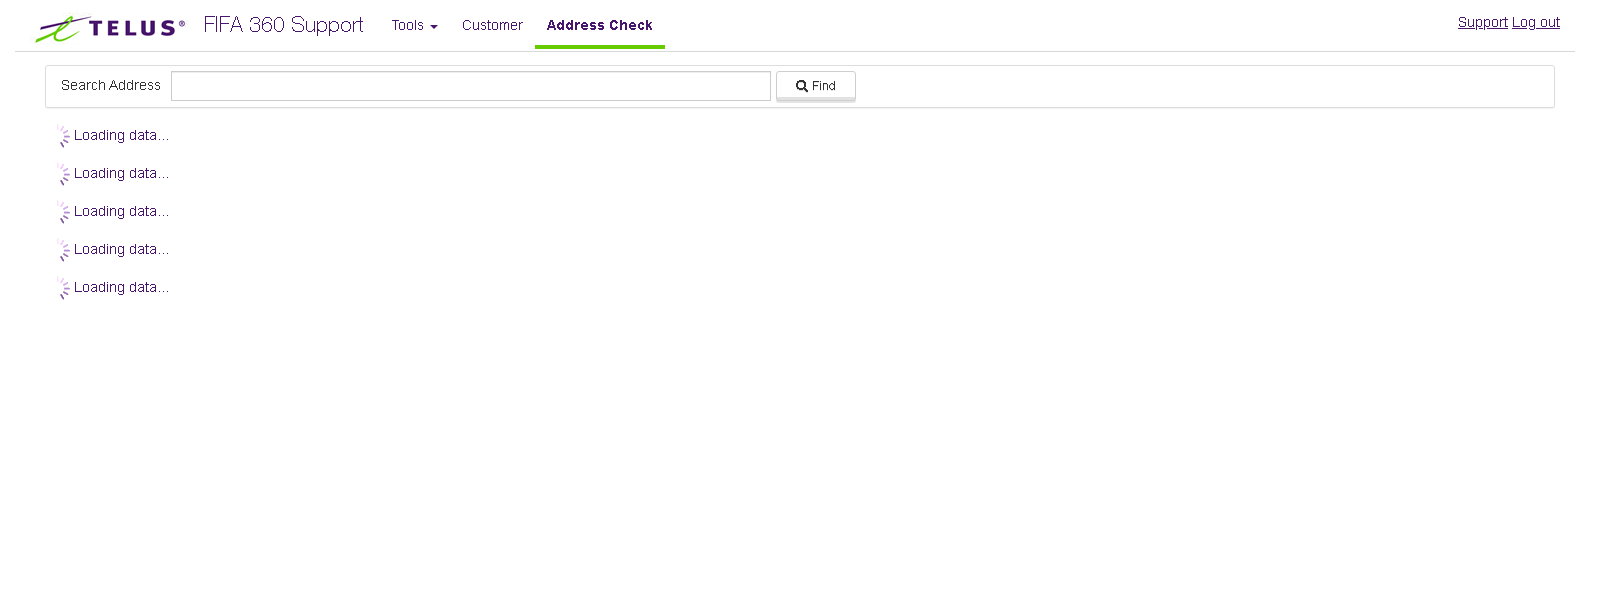 TELUS® FIFA 360 Support Tools Customer Address Check Support Log out
Search Address Find
Loading data...
Loading data...
Loading data...
Loading data...
Loading data...